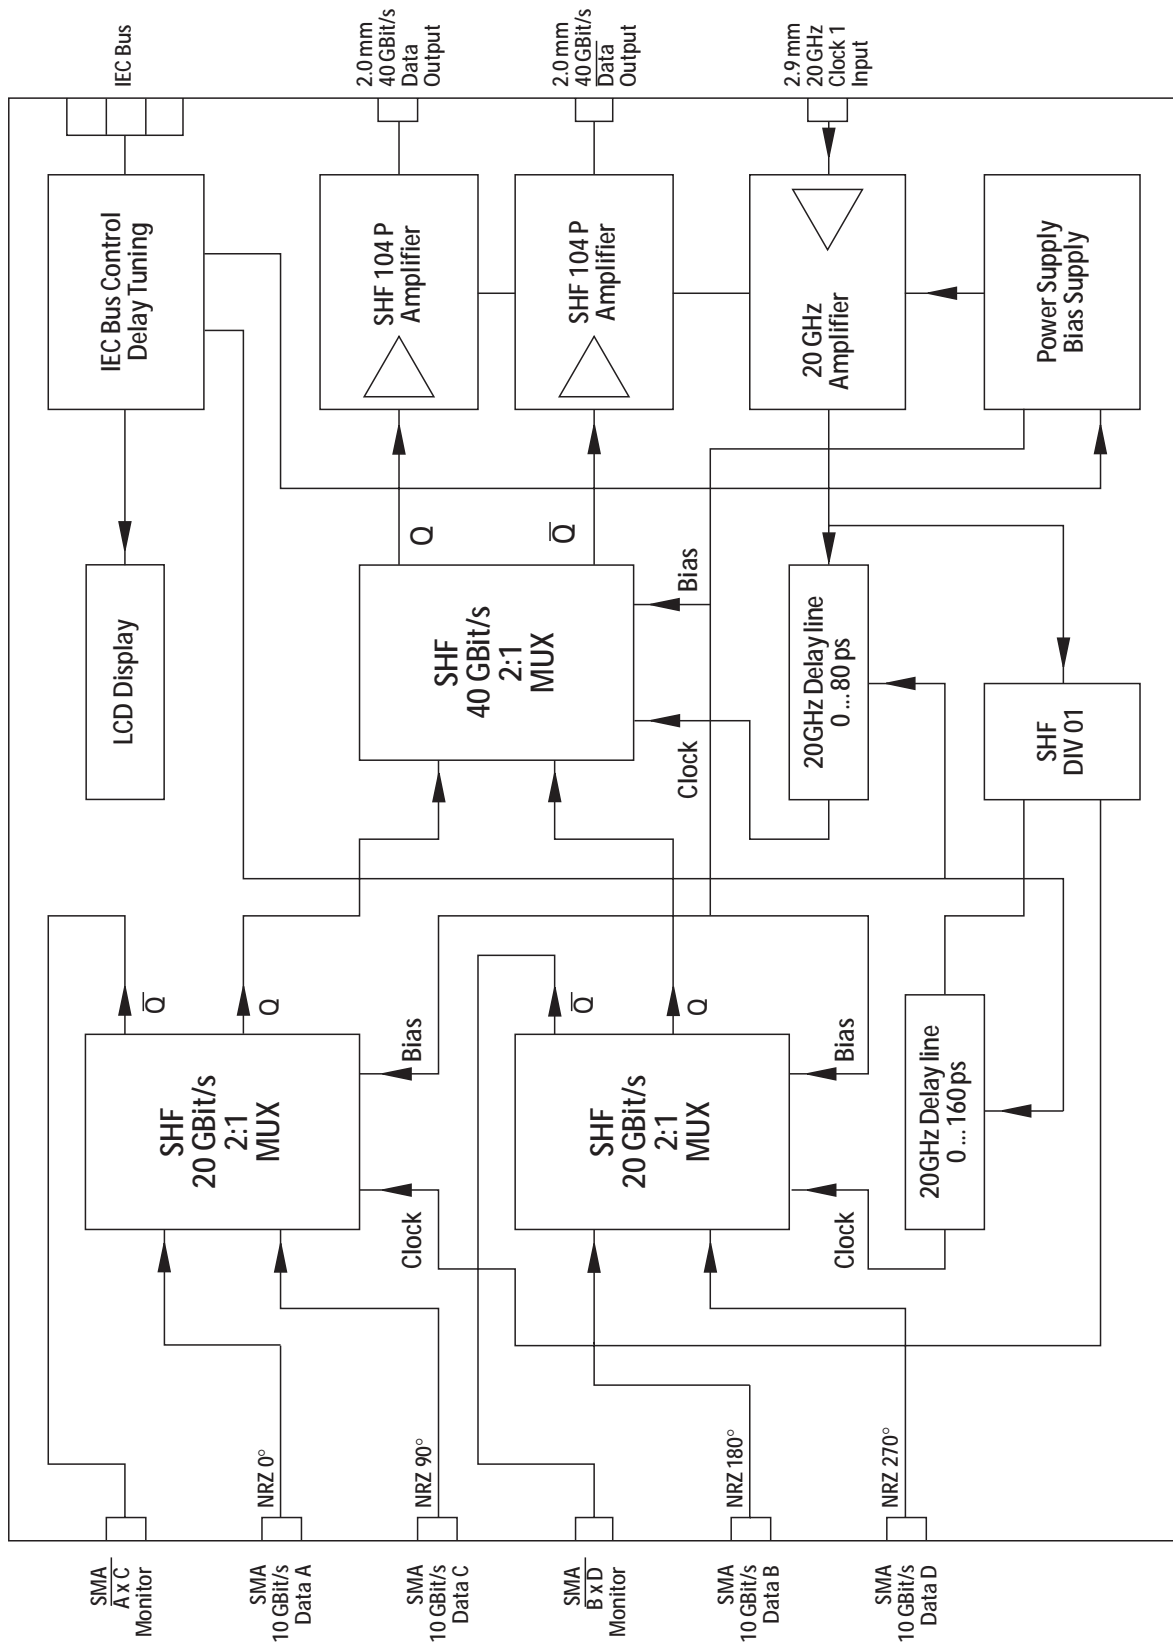 IEC Bus
2.0 mm
40 GBit/s
Data
Output
2.0 mm
40 GBit/s
Data
Output
2.9 mm
20 GHz
Clock 1
Input
IEC Bus Control
Delay Tuning
SHF 104 P
Amplifier
SHF 104 P
Amplifier
20 GHz
Amplifier
Power Supply
Bias Supply
LCD Display
Q
Q̅
SHF
40 GBit/s
2:1
MUX
Bias
Clock
20GHz Delay line
0 ... 80 ps
SHF
DIV 01
Q̅
Q
SHF
20 GBit/s
2:1
MUX
Bias
Clock
Q̅
Q
SHF
20 GBit/s
2:1
MUX
Bias
Clock
20GHz Delay line
0 ... 160 ps
NRZ 0°
NRZ 90°
NRZ 180°
NRZ 270°
SMA
A x C
Monitor
SMA
10 GBit/s
Data A
SMA
10 GBit/s
Data C
SMA
B x D
Monitor
SMA
10 GBit/s
Data B
SMA
10 GBit/s
Data D